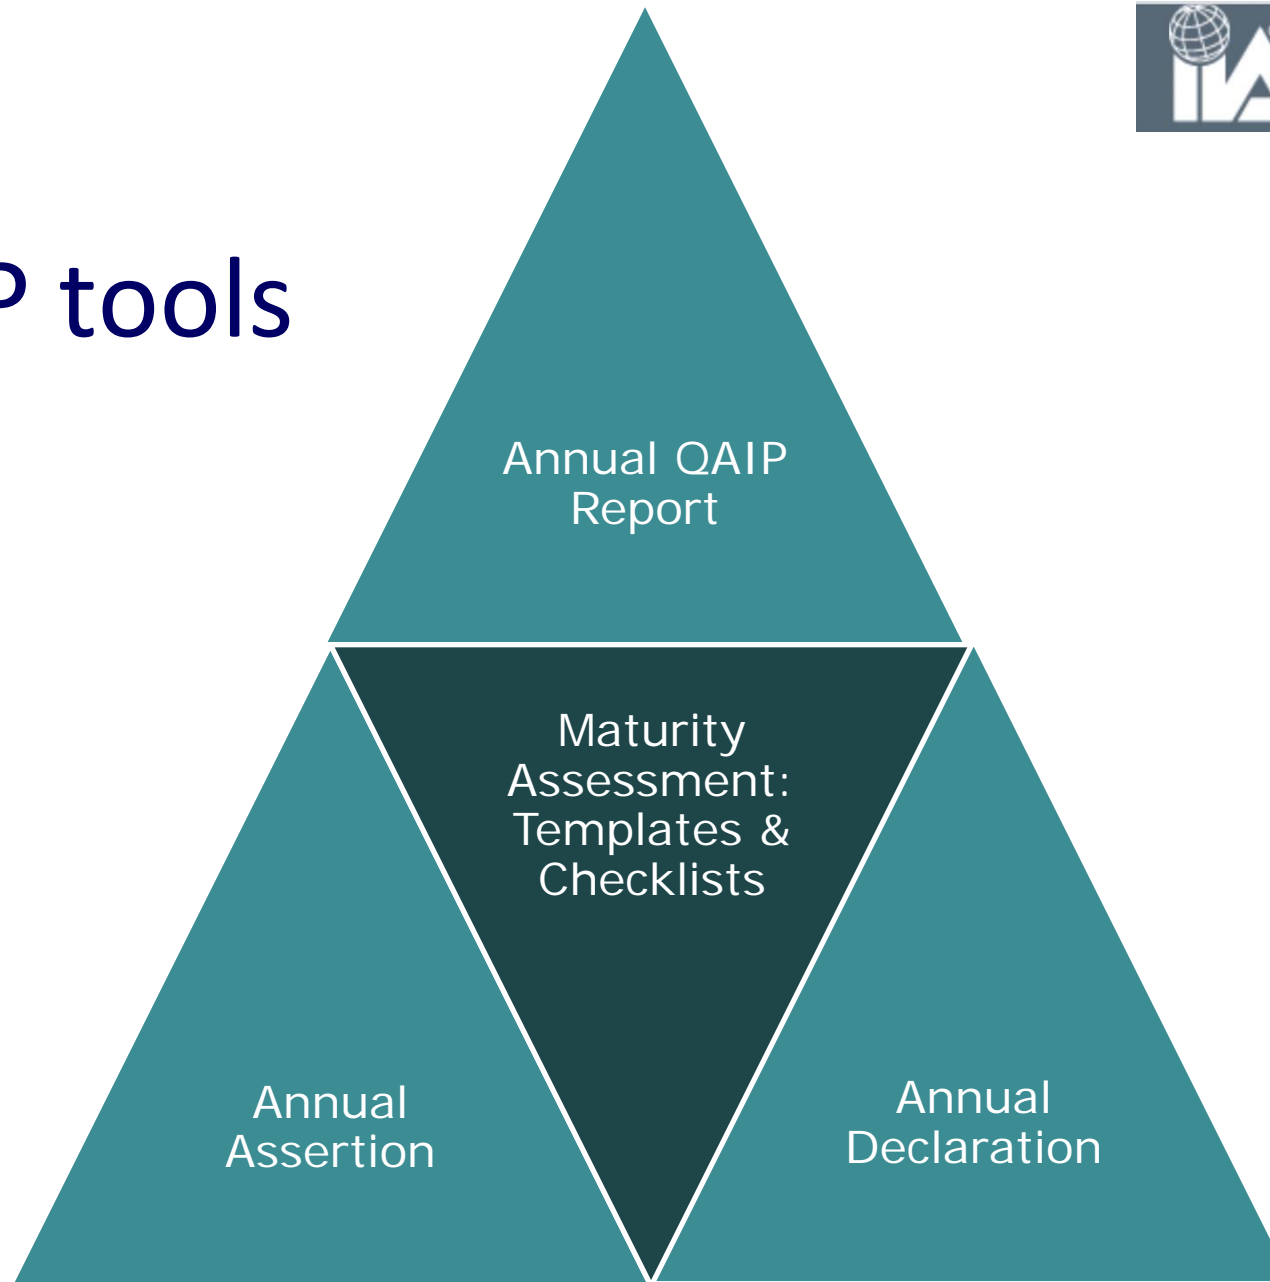 P tools
Annual QAIP
Report
Maturity
Assessment:
Templates &
Checklists
Annual
Assertion
Annual
Declaration